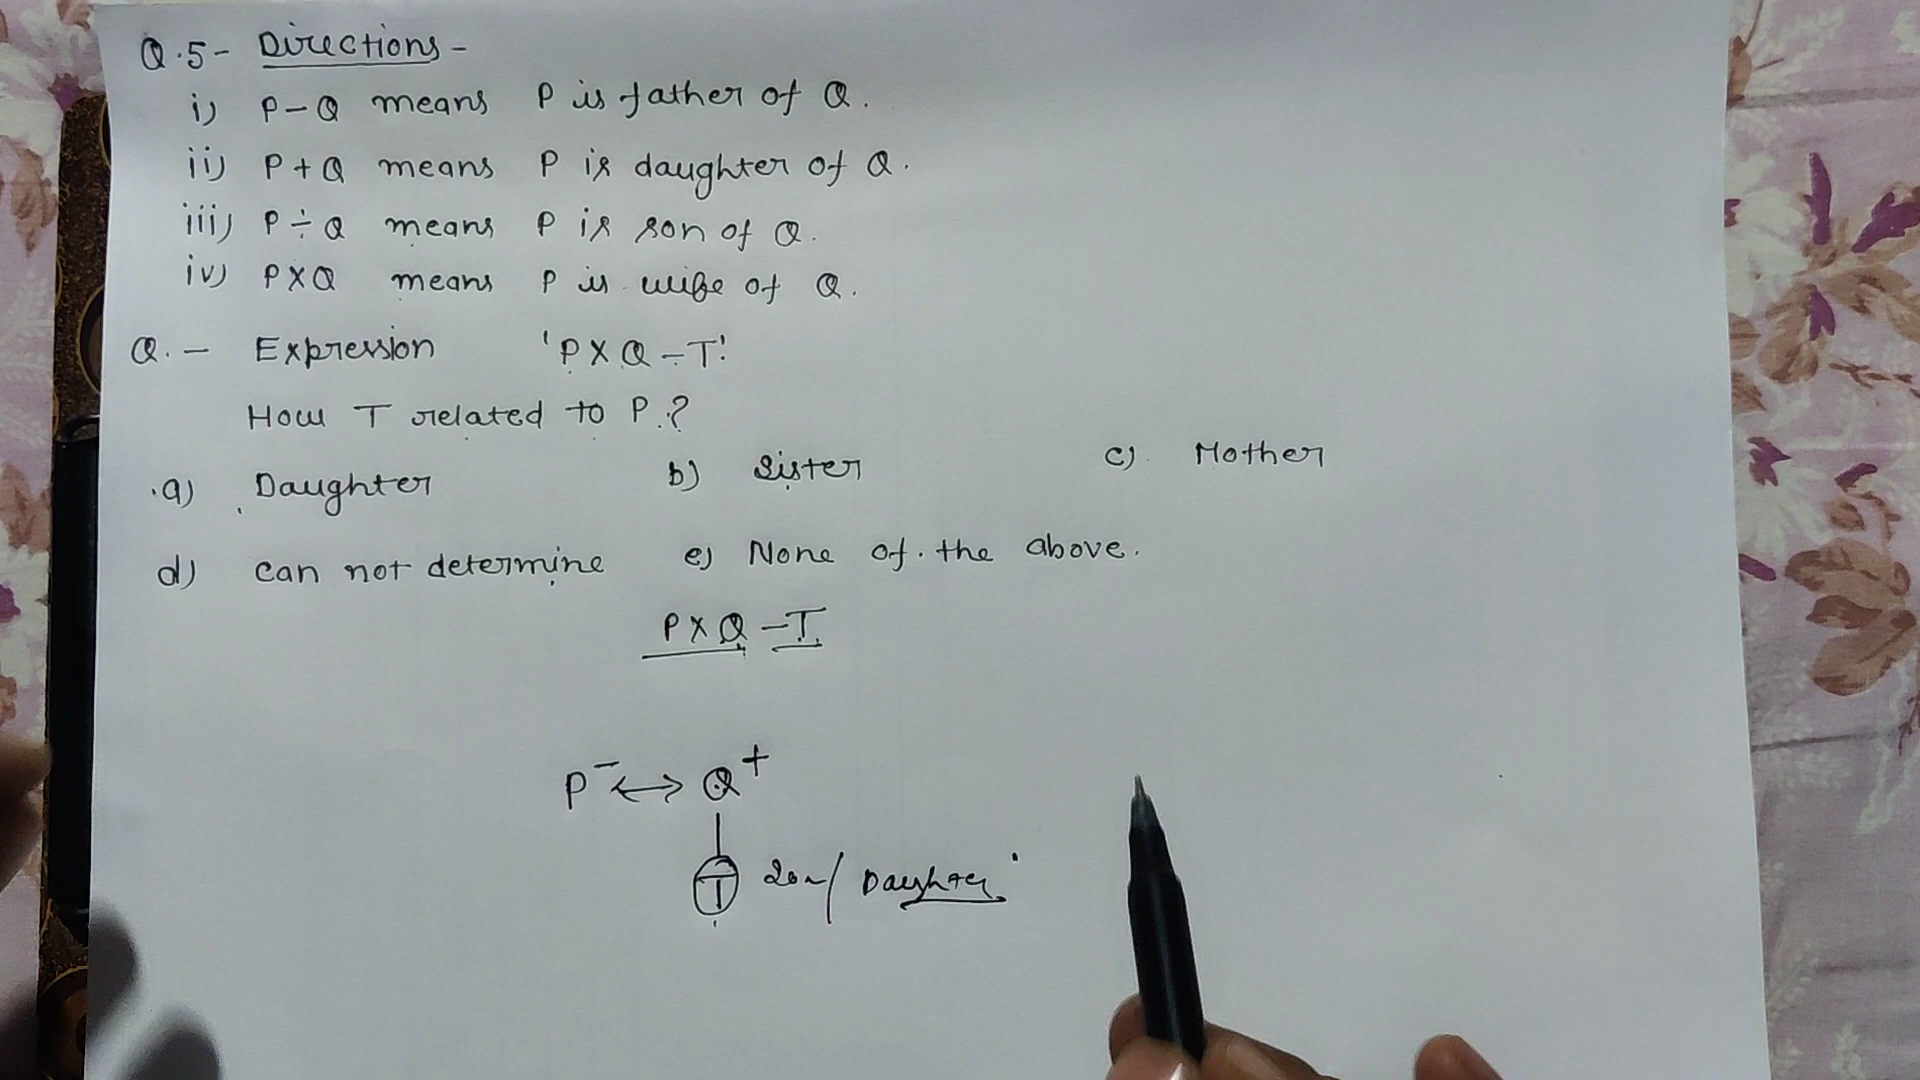 Q.5- Directions -
i) P-Q means P is father of Q.
ii) P+Q means P is daughter of Q.
iii) P÷Q means P is son of Q.
iv) P×Q means P is wife of Q.
Q. - Expression 'P×Q-T'
How T related to P.?
a) Daughter b) Sister c) Mother
d) can not determine e) None of the above.
P×Q-T
P⁻ ↔ Q⁺
T son/Daughter